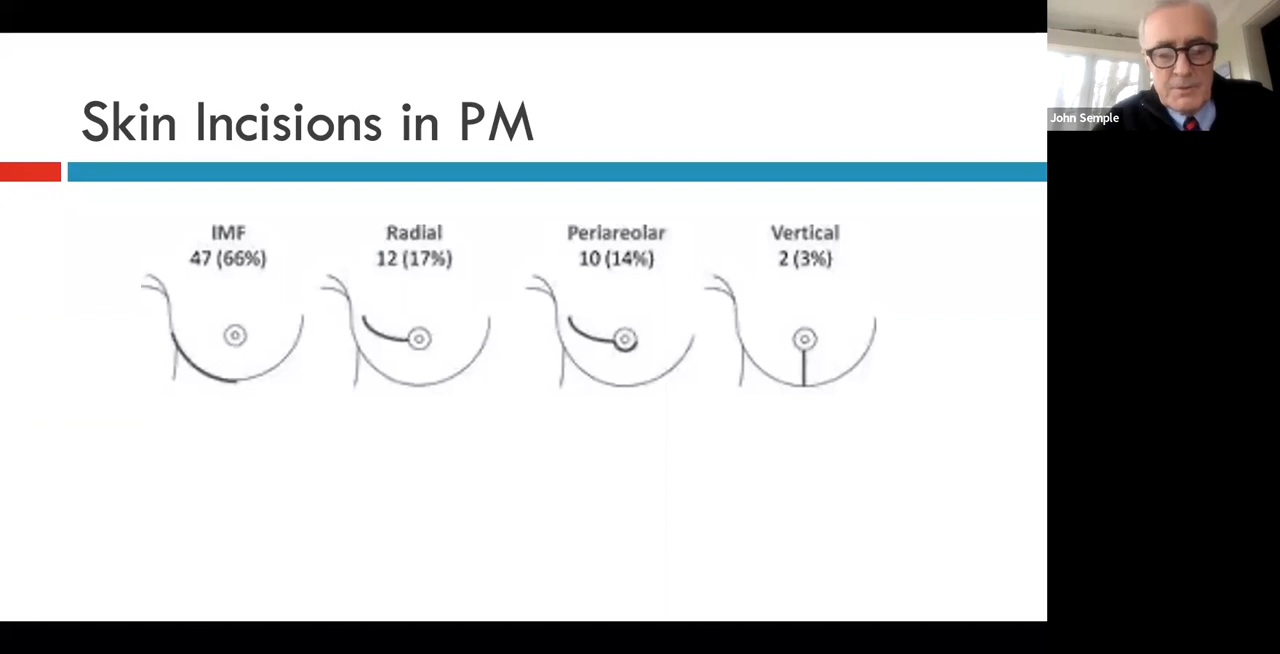 Skin Incisions in PM
IMF
47 (66%)
Radial
12 (17%)
Periareolar
10 (14%)
Vertical
2 (3%)
John Semple